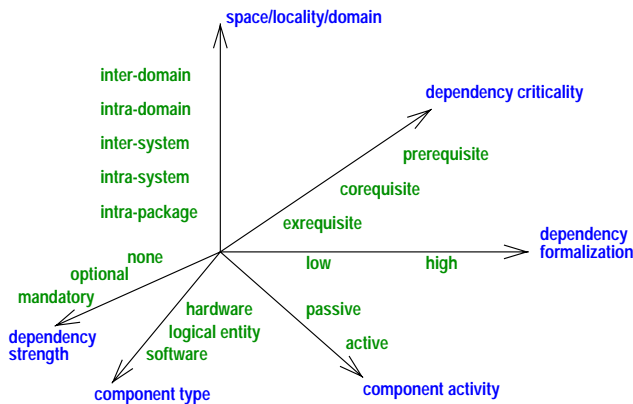 space/locality/domain
inter-domain
dependency criticality
intra-domain
inter-system
prerequisite
intra-system
corequisite
intra-package
exrequisite
dependency
formalization
none
low
high
optional
mandatory
hardware
passive
dependency
strength
logical entity
software
active
component type
component activity